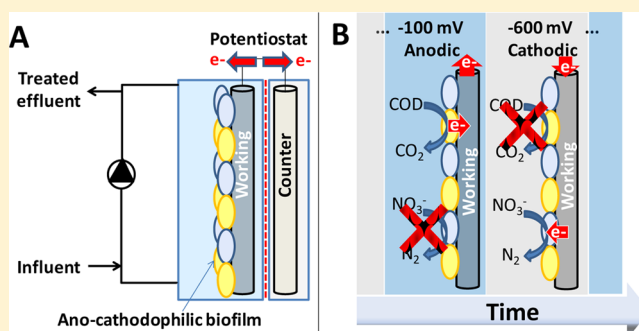 A
Potentiostat
e-
e-
Treated
effluent
Working
Counter
Influent
Ano-cathodophilic biofilm
B
... -100 mV
Anodic
-600 mV ...
Cathodic
e-
e-
COD
e-
CO2
COD
CO2
Working
Working
NO3-
N2
NO3-
e-
N2
Time